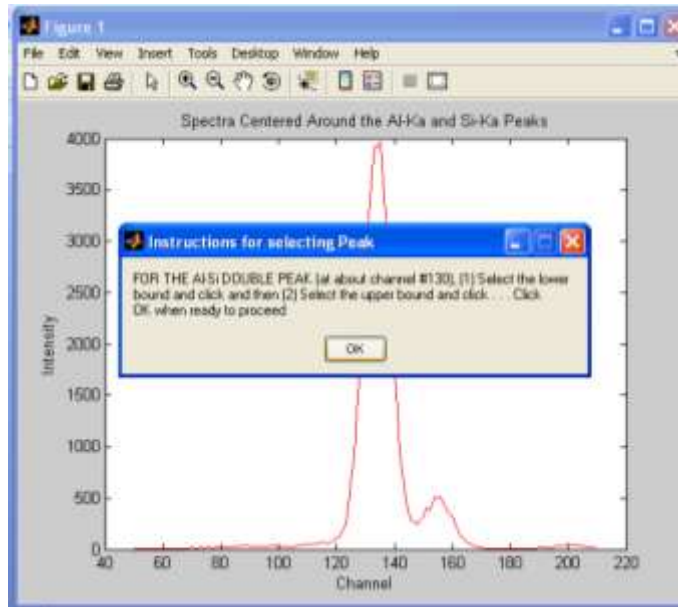 Figure 1
File Edit View Insert Tools Desktop Window Help
Spectra Centered Around the Al-Ka and Si-Ka Peaks
4000
3500
3000
2500
2000
1500
1000
500
0
Intensity
Instructions for selecting Peak
FOR THE Al-Si DOUBLE PEAK (at about channel #130), (1) Select the lower
bound and click and then (2) Select the upper bound and click . . . Click
OK when ready to proceed
OK
40 60 80 100 120 140 160 180 200 220
Channel